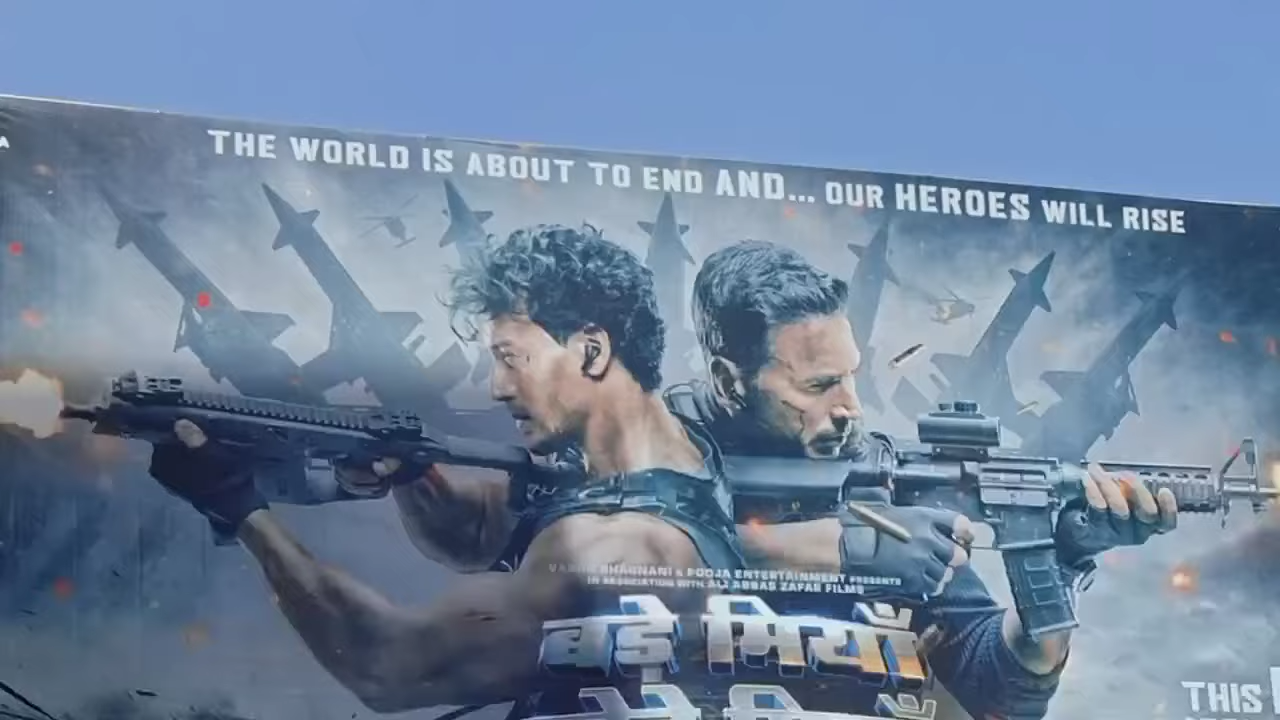 THE WORLD IS ABOUT TO END AND... OUR HEROES WILL RISE
VASHU BHAGNANI & POOJA ENTERTAINMENT PRESENTS
IN ASSOCIATION WITH ALI ABBAS ZAFAR FILMS
बड़े मियाँ
THIS